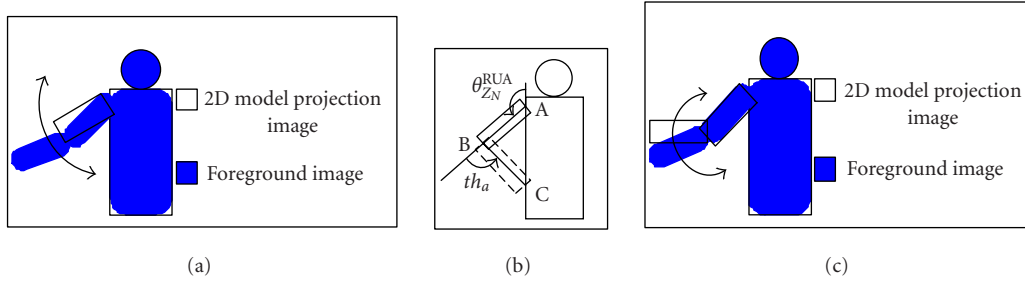 2D model projection
image
Foreground image
(a)
θ_{Z_N}^{RUA}
A
B
th_a
C
(b)
2D model projection
image
Foreground image
(c)